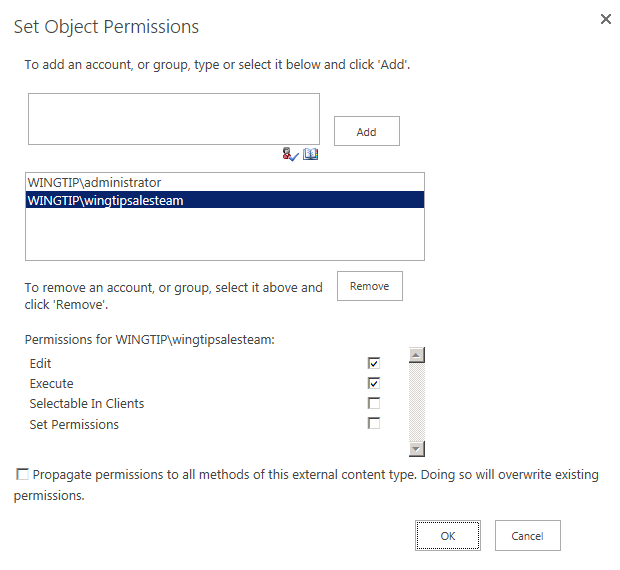 Set Object Permissions
To add an account, or group, type or select it below and click 'Add'.
Add
WINGTIP\administrator
WINGTIP\wingtipsalesteam
To remove an account, or group, select it above and
click 'Remove'.
Remove
Permissions for WINGTIP\wingtipsalesteam:
Edit
Execute
Selectable In Clients
Set Permissions
Propagate permissions to all methods of this external content type. Doing so will overwrite existing
permissions.
OK
Cancel